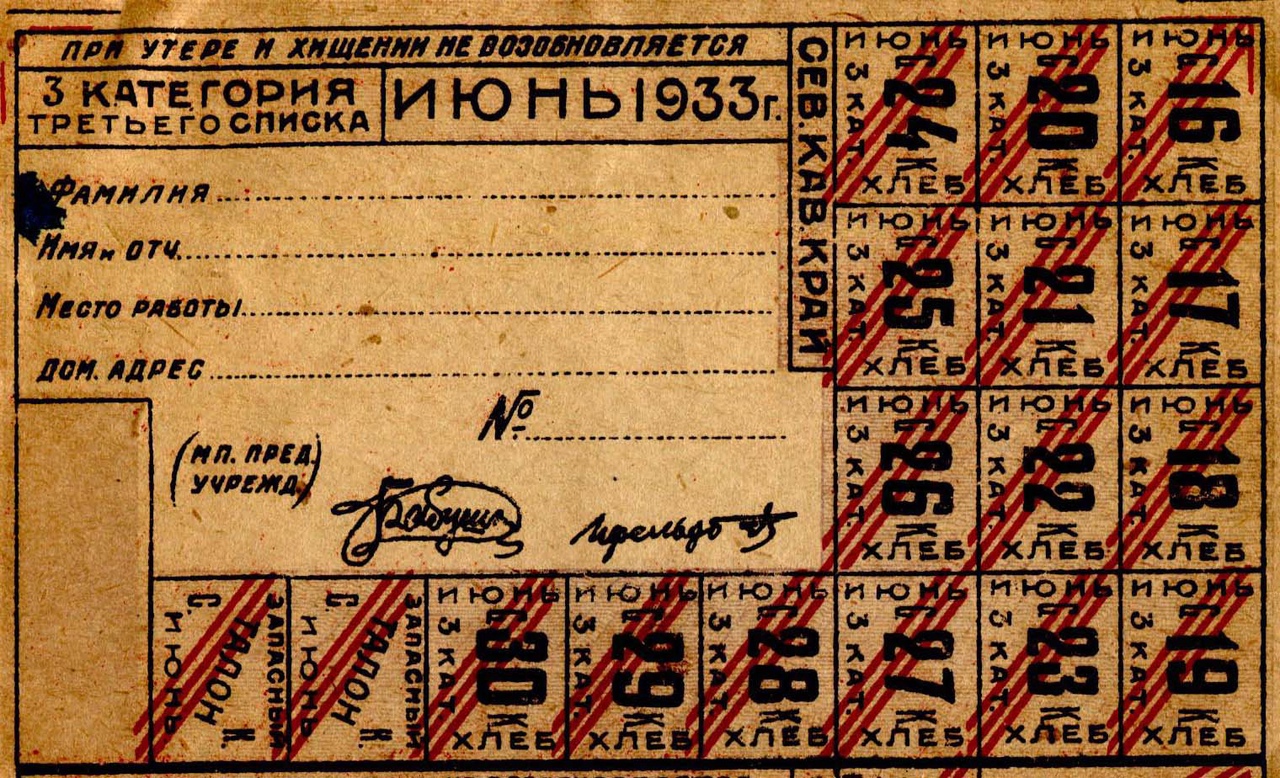 ПРИ УТЕРЕ И ХИЩЕНИИ НЕ ВОЗОБНОВЛЯЕТСЯ
3 КАТЕГОРИЯ
ТРЕТЬЕГО СПИСКА
ИЮНЬ 1933г.
СЕВ. КАВ. КРАЙ
ФАМИЛИЯ
ИМЯ и ОТЧ.
МЕСТО РАБОТЫ
ДОМ. АДРЕС
№
(МП. ПРЕД.
УЧРЕЖД.)
ИЮНЬ
3 КАТ.
Г 24 К
ХЛЕБ
ИЮНЬ
3 КАТ.
Г 20 К
ХЛЕБ
ИЮНЬ
3 КАТ.
Г 16 К
ХЛЕБ
ИЮНЬ
3 КАТ.
Г 25 К
ХЛЕБ
ИЮНЬ
3 КАТ.
Г 21 К
ХЛЕБ
ИЮНЬ
3 КАТ.
Г 17 К
ХЛЕБ
ИЮНЬ
3 КАТ.
Г 26 К
ХЛЕБ
ИЮНЬ
3 КАТ.
Г 22 К
ХЛЕБ
ИЮНЬ
3 КАТ.
Г 18 К
ХЛЕБ
С. К.
ЗАПАСНЫЙ
ТАЛОН
ИЮНЬ
С. К.
ЗАПАСНЫЙ
ТАЛОН
ИЮНЬ
ИЮНЬ
3 КАТ.
Г 30 К
ХЛЕБ
ИЮНЬ
3 КАТ.
Г 29 К
ХЛЕБ
ИЮНЬ
3 КАТ.
Г 28 К
ХЛЕБ
ИЮНЬ
3 КАТ.
Г 27 К
ХЛЕБ
ИЮНЬ
3 КАТ.
Г 23 К
ХЛЕБ
ИЮНЬ
3 КАТ.
Г 19 К
ХЛЕБ